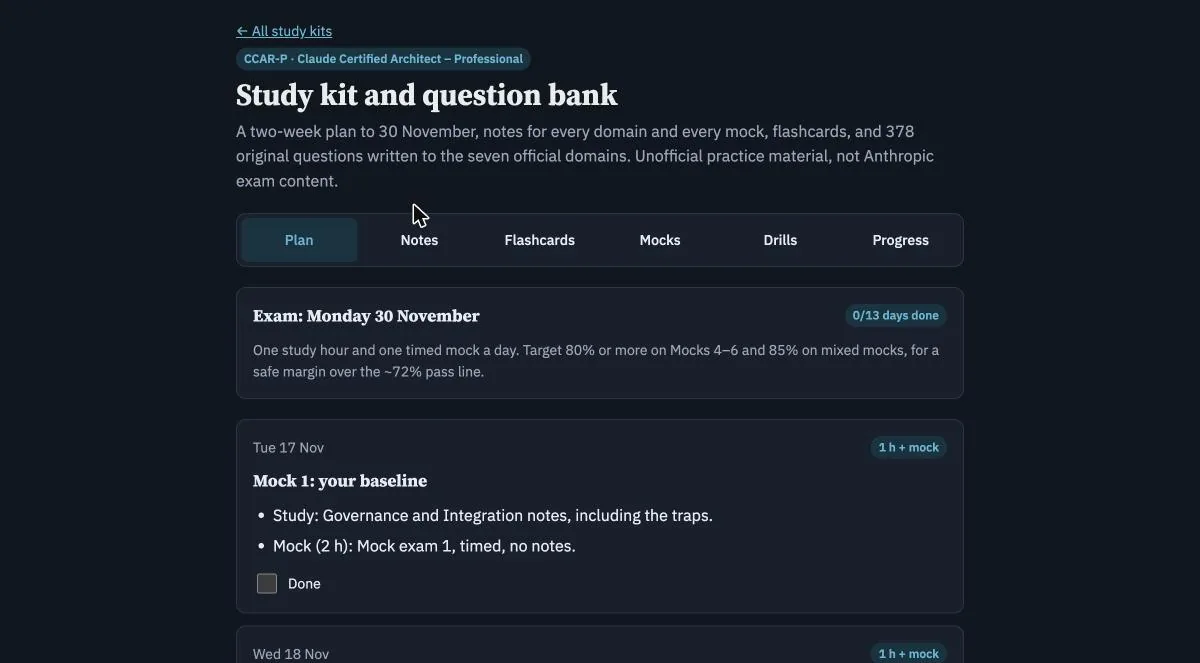 ← All study kits
CCAR-P · Claude Certified Architect – Professional
Study kit and question bank
A two-week plan to 30 November, notes for every domain and every mock, flashcards, and 378
original questions written to the seven official domains. Unofficial practice material, not Anthropic
exam content.
Plan
Notes
Flashcards
Mocks
Drills
Progress
Exam: Monday 30 November
0/13 days done
One study hour and one timed mock a day. Target 80% or more on Mocks 4–6 and 85% on mixed mocks, for a
safe margin over the ~72% pass line.
Tue 17 Nov
1 h + mock
Mock 1: your baseline
• Study: Governance and Integration notes, including the traps.
• Mock (2 h): Mock exam 1, timed, no notes.
Done
Wed 18 Nov
1 h + mock